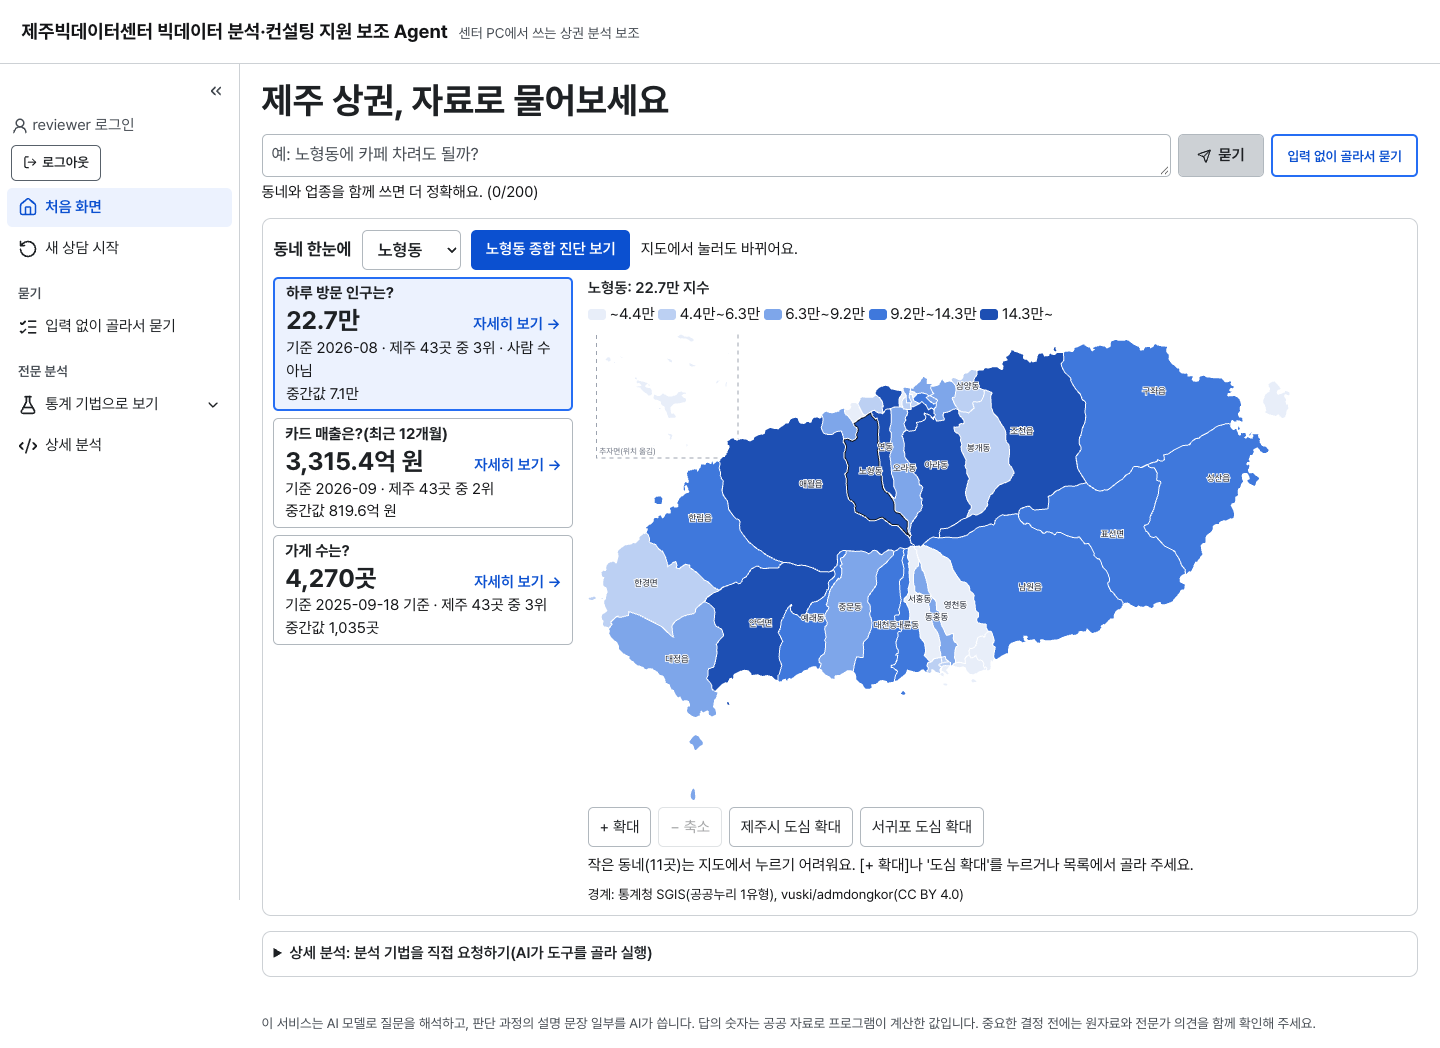 제주빅데이터센터 빅데이터 분석·컨설팅 지원 보조 Agent 센터 PC에서 쓰는 상권 분석 보조
«
reviewer 로그인
로그아웃
처음 화면
새 상담 시작
묻기
입력 없이 골라서 묻기
전문 분석
통계 기법으로 보기
상세 분석
제주 상권, 자료로 물어보세요
예: 노형동에 카페 차려도 될까?
묻기
입력 없이 골라서 묻기
동네와 업종을 함께 쓰면 더 정확해요. (0/200)
동네 한눈에 노형동 노형동 종합 진단 보기 지도에서 눌러도 바뀌어요.
하루 방문 인구는?
22.7만 자세히 보기 →
기준 2026-08 · 제주 43곳 중 3위 · 사람 수
아님
중간값 7.1만
카드 매출은?(최근 12개월)
3,315.4억 원 자세히 보기 →
기준 2026-09 · 제주 43곳 중 2위
중간값 819.6억 원
가게 수는?
4,270곳 자세히 보기 →
기준 2025-09-18 기준 · 제주 43곳 중 3위
중간값 1,035곳
노형동: 22.7만 지수
~4.4만 4.4만~6.3만 6.3만~9.2만 9.2만~14.3만 14.3만~
추자면(위치 옮김)
삼양동
구좌읍
조천읍
연동
봉개동
노형동
오라동
아라동
애월읍
성산읍
한림읍
표선면
한경면
남원읍
서홍동
영천동
중문동
예래동
동홍동
안덕면
대천동
대륜동
대정읍
+ 확대
− 축소
제주시 도심 확대
서귀포 도심 확대
작은 동네(11곳)는 지도에서 누르기 어려워요. [+ 확대]나 '도심 확대'를 누르거나 목록에서 골라 주세요.
경계: 통계청 SGIS(공공누리 1유형), vuski/admdongkor(CC BY 4.0)
▶ 상세 분석: 분석 기법을 직접 요청하기(AI가 도구를 골라 실행)
이 서비스는 AI 모델로 질문을 해석하고, 판단 과정의 설명 문장 일부를 AI가 씁니다. 답의 숫자는 공공 자료로 프로그램이 계산한 값입니다. 중요한 결정 전에는 원자료와 전문가 의견을 함께 확인해 주세요.